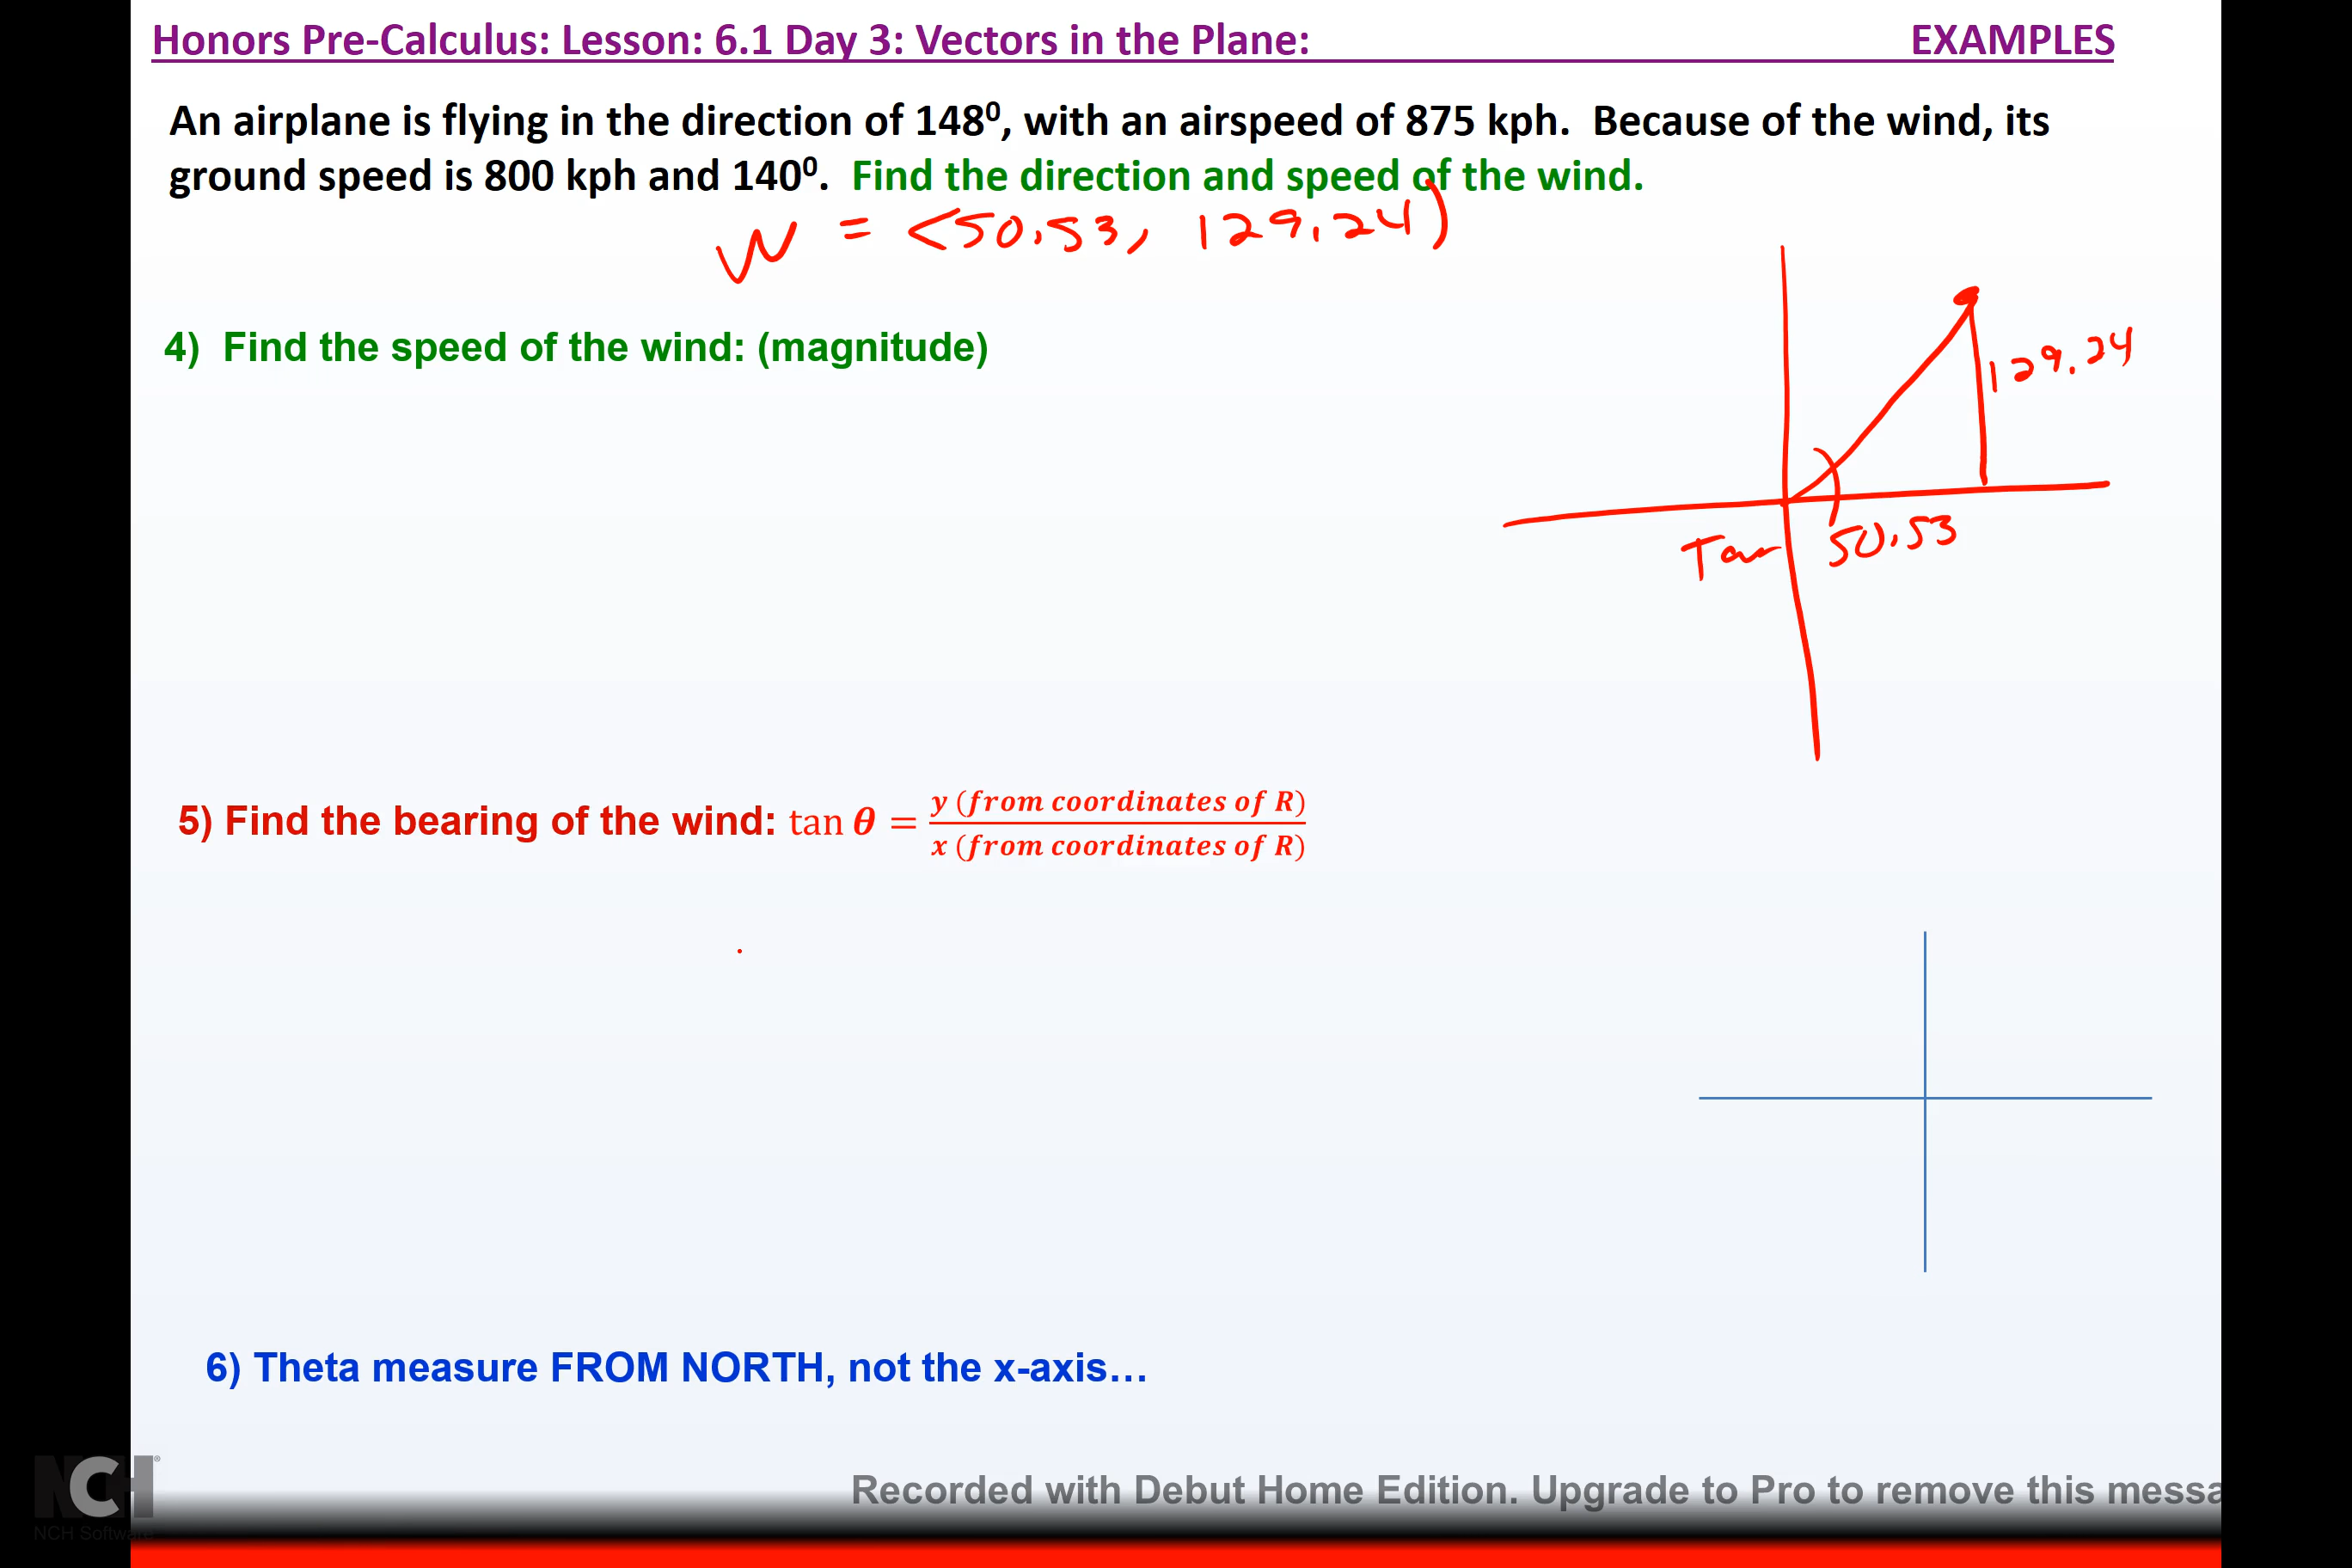 Honors Pre-Calculus: Lesson: 6.1 Day 3: Vectors in the Plane: EXAMPLES
An airplane is flying in the direction of 148⁰, with an airspeed of 875 kph. Because of the wind, its
ground speed is 800 kph and 140⁰. Find the direction and speed of the wind.
W = <50.53, 129.24)
4) Find the speed of the wind: (magnitude)
129.24
Tan 50.53
5) Find the bearing of the wind: tan θ = y (from coordinates of R) / x (from coordinates of R)
6) Theta measure FROM NORTH, not the x-axis...
NCH®
NCH Software
Recorded with Debut Home Edition. Upgrade to Pro to remove this messa